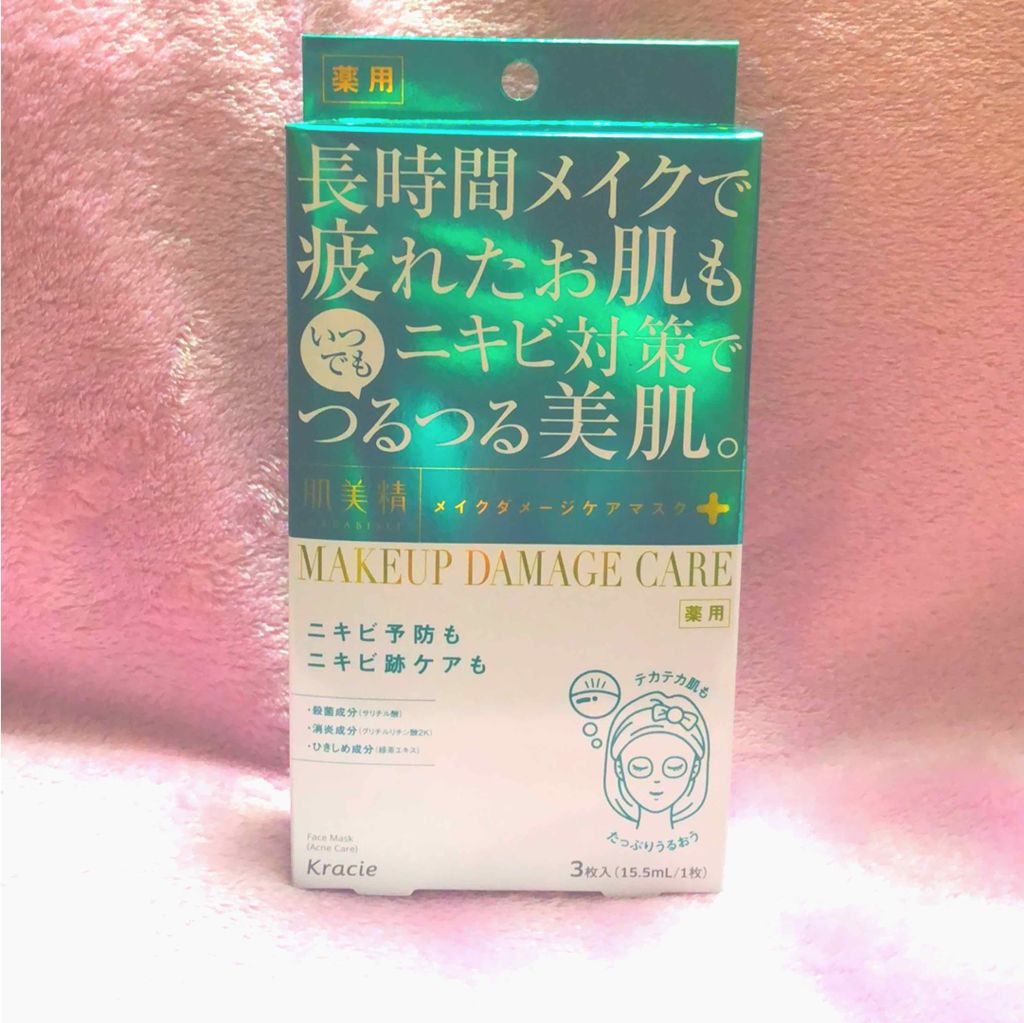 薬用
長時間メイクで
疲れたお肌も
いつ
でも
ニキビ対策で
つるつる美肌。
肌美精
HADABISEI
メイクダメージケアマスク+
MAKEUP DAMAGE CARE
薬用
ニキビ予防も
ニキビ跡ケアも
・殺菌成分(サリチル酸)
・消炎成分(グリチルリチン酸2K)
・ひきしめ成分(緑茶エキス)
テカテカ肌も
たっぷりうるおう
Face Mask
(Acne Care)
Kracie
3枚入(15.5mL/1枚)